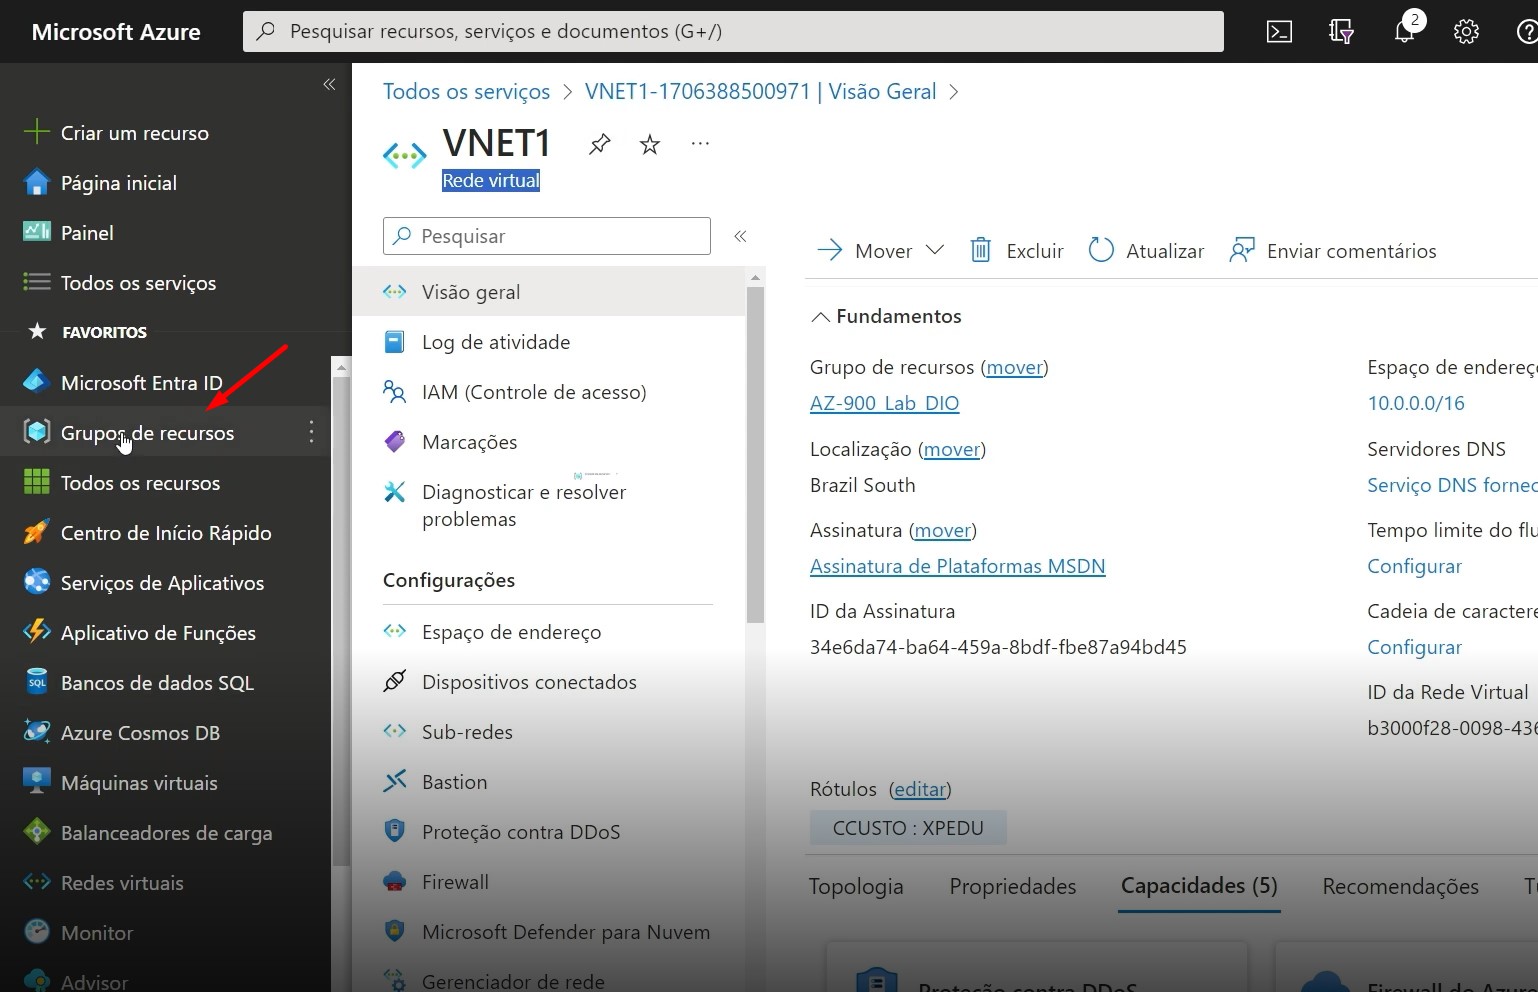 Microsoft Azure
Pesquisar recursos, serviços e documentos (G+/)
2
Criar um recurso
Página inicial
Painel
Todos os serviços
FAVORITOS
Microsoft Entra ID
Grupos de recursos
Todos os recursos
Centro de Início Rápido
Serviços de Aplicativos
Aplicativo de Funções
SQL
Bancos de dados SQL
Azure Cosmos DB
Máquinas virtuais
Balanceadores de carga
Redes virtuais
Monitor
Advisor
Todos os serviços > VNET1-1706388500971 | Visão Geral >
VNET1
Rede virtual
Pesquisar
Visão geral
Log de atividade
IAM (Controle de acesso)
Marcações
Diagnosticar e resolver
problemas
Configurações
Espaço de endereço
Dispositivos conectados
Sub-redes
Bastion
Proteção contra DDoS
Firewall
Microsoft Defender para Nuvem
Gerenciador de rede
Mover
Excluir
Atualizar
Enviar comentários
Fundamentos
Grupo de recursos (mover)
AZ-900_Lab_DIO
Localização (mover)
Brazil South
Assinatura (mover)
Assinatura de Plataformas MSDN
ID da Assinatura
34e6da74-ba64-459a-8bdf-fbe87a94bd45
Espaço de endereç
10.0.0.0/16
Servidores DNS
Serviço DNS fornec
Tempo limite do flu
Configurar
Cadeia de caractere
Configurar
ID da Rede Virtual
b3000f28-0098-436
Rótulos (editar)
CCUSTO : XPEDU
Topologia
Propriedades
Capacidades (5)
Recomendações
Proteção contra DDoS
Firewall do Azure